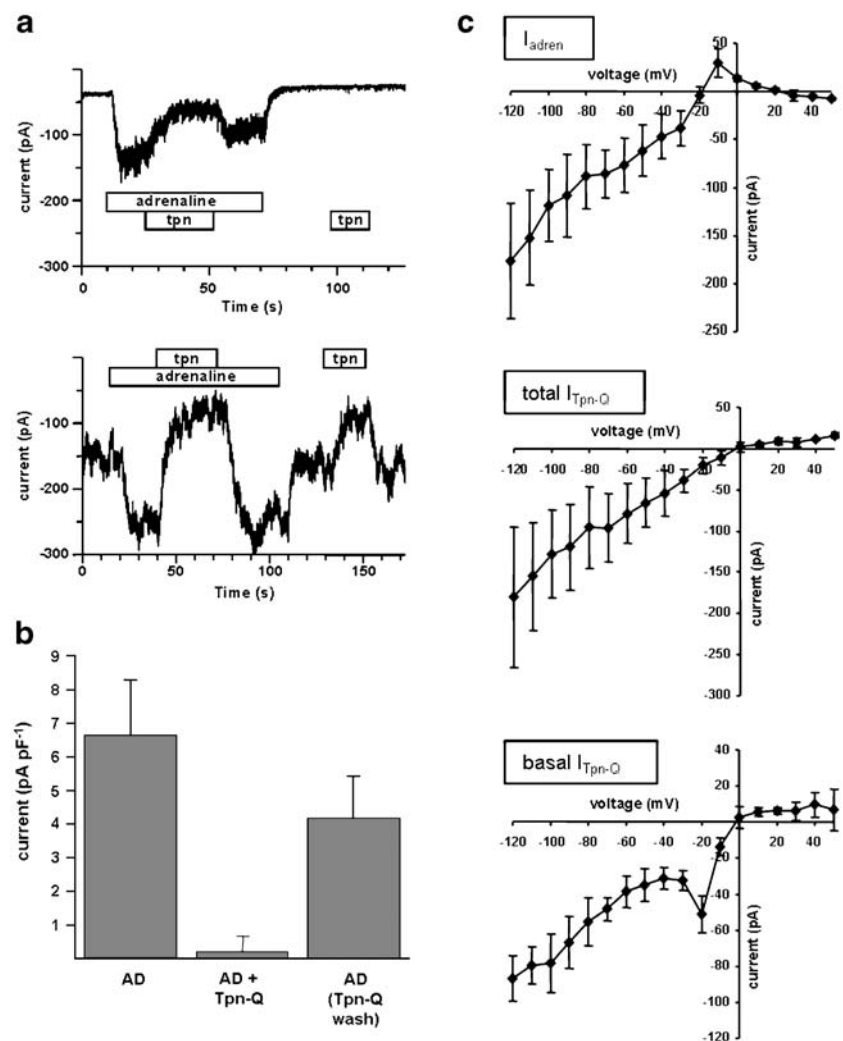 a
0
-100
-200
-300
current (pA)
adrenaline
tpn
tpn
0
50
100
Time (s)
0
-100
-200
-300
current (pA)
tpn
tpn
adrenaline
0
50
100
150
Time (s)
b
9
8
7
6
5
4
3
2
1
current (pA pF-1)
AD
AD +
Tpn-Q
AD
(Tpn-Q
wash)
c
Iadren
voltage (mV)
-120 -100 -80 -60 -40 -20 20 40
50
-50
-100
-150
-200
-250
current (pA)
total ITpn-Q
voltage (mV)
-120 -100 -80 -60 -40 -20 0 20 40
50
-50
-100
-150
-200
-250
-300
current (pA)
basal ITpn-Q
voltage (mV)
-120 -100 -80 -60 -40 -20 0 20 40
40
20
-20
-40
-60
-80
-100
-120
current (pA)